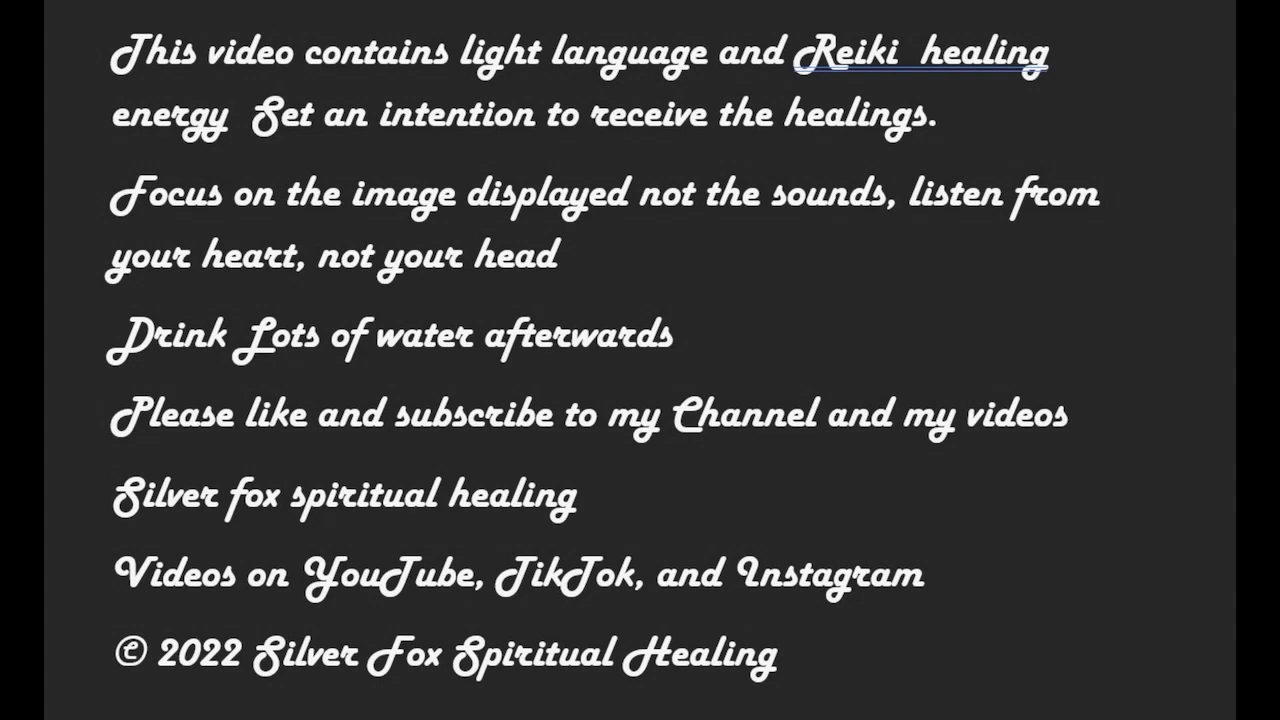 This video contains light language and Reiki  healing
energy  Set an intention to receive the healings.
Focus on the image displayed not the sounds, listen from
your heart, not your head
Drink Lots of water afterwards
Please like and subscribe to my Channel and my videos
Silver fox spiritual healing
Videos on YouTube, TikTok, and Instagram
© 2022 Silver Fox Spiritual Healing